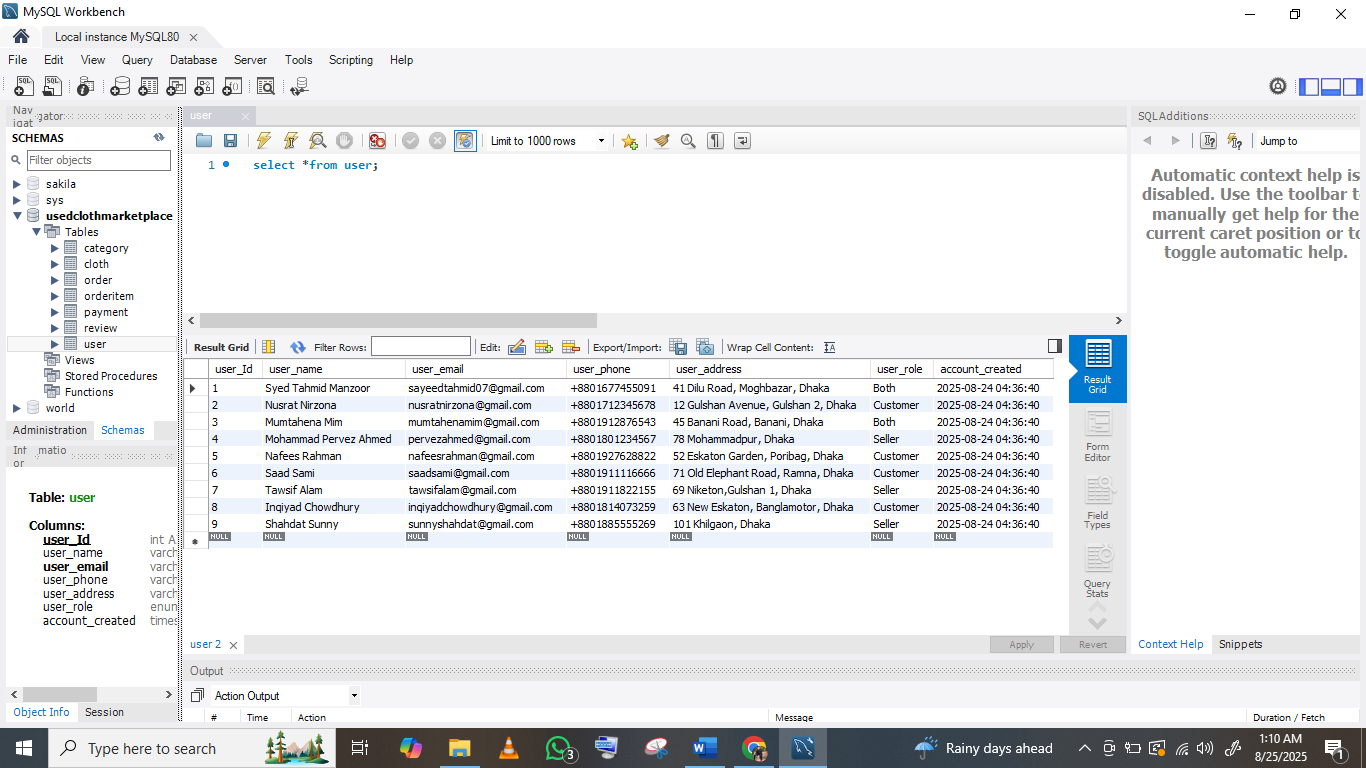 MySQL Workbench
Local instance MySQL80
File Edit View Query Database Server Tools Scripting Help
Navigator
SCHEMAS
Filter objects
sakila
sys
usedclothmarketplace
Tables
category
cloth
order
orderitem
payment
review
user
Views
Stored Procedures
Functions
world
Administration Schemas
Information
Table: user
Columns:
user_Id int A
user_name varch
user_email varch
user_phone varch
user_address varch
user_role enun
account_created times
Object Info Session
user
Limit to 1000 rows
1 select *from user;
Result Grid Filter Rows: Edit: Export/Import: Wrap Cell Content: IA
user_Id user_name user_email user_phone user_address user_role account_created
1 Syed Tahmid Manzoor sayeedtahmid07@gmail.com +8801677455091 41 Dilu Road, Moghbazar, Dhaka Both 2025-08-24 04:36:40
2 Nusrat Nirzona nusratnirzona@gmail.com +8801712345678 12 Gulshan Avenue, Gulshan 2, Dhaka Customer 2025-08-24 04:36:40
3 Mumtahena Mim mumtahenamim@gmail.com +8801912876543 45 Banani Road, Banani, Dhaka Both 2025-08-24 04:36:40
4 Mohammad Pervez Ahmed pervezahmed@gmail.com +8801801234567 78 Mohammadpur, Dhaka Seller 2025-08-24 04:36:40
5 Nafees Rahman nafeesrahman@gmail.com +8801927628822 52 Eskaton Garden, Poribag, Dhaka Customer 2025-08-24 04:36:40
6 Saad Sami saadsami@gmail.com +8801911116666 71 Old Elephant Road, Ramna, Dhaka Customer 2025-08-24 04:36:40
7 Tawsif Alam tawsifalam@gmail.com +8801911822155 69 Niketon,Gulshan 1, Dhaka Seller 2025-08-24 04:36:40
8 Inqiyad Chowdhury inqiyadchowdhury@gmail.com +8801814073259 63 New Eskaton, Banglamotor, Dhaka Customer 2025-08-24 04:36:40
9 Shahdat Sunny sunnyshahdat@gmail.com +8801885555269 101 Khilgaon, Dhaka Seller 2025-08-24 04:36:40
NULL NULL NULL NULL NULL NULL NULL
Result
Grid
Form
Editor
Field
Types
Query
Stats
user 2 Apply Revert
Output
Action Output
# Time Action Message Duration / Fetch
SQLAdditions
Jump to
Automatic context help is
disabled. Use the toolbar t
manually get help for the
current caret position or to
toggle automatic help.
Context Help Snippets
Type here to search
3
Rainy days ahead
1:10 AM
8/25/2025
1